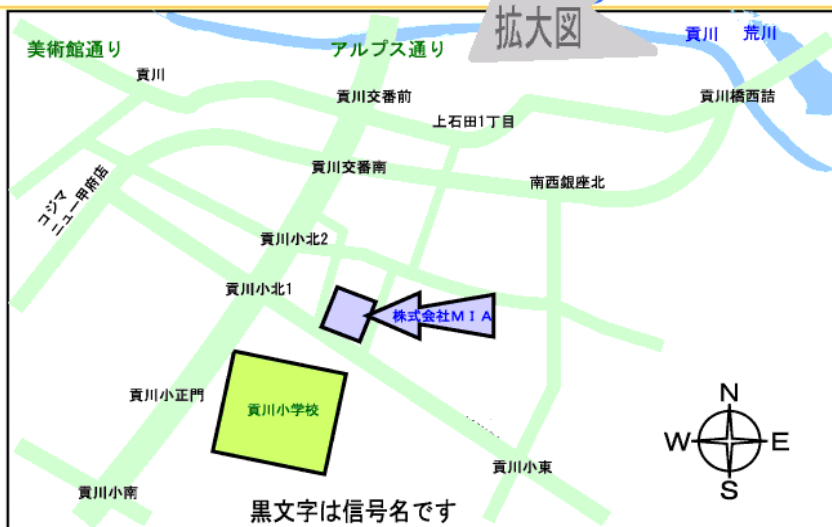 拡大図
美術館通り
アルプス通り
貢川
荒川
貢川
貢川交番前
貢川橋西詰
上石田1丁目
貢川交番南
南西銀座北
コジマ
ニュー甲府店
貢川小北2
貢川小北1
株式会社MIA
貢川小正門
貢川小学校
貢川小東
貢川小南
黒文字は信号名です
N
W
E
S